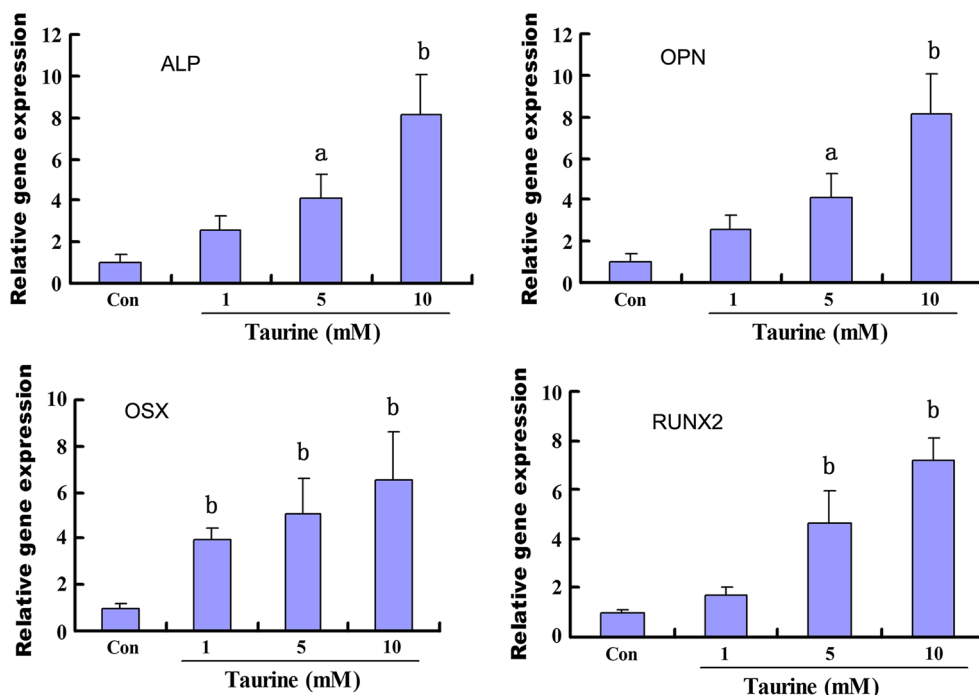 Relative gene expression
ALP
12
10
8
6
4
2
0
a
b
Con 1 5 10
Taurine (mM)
Relative gene expression
OPN
12
10
8
6
4
2
0
a
b
Con 1 5 10
Taurine (mM)
Relative gene expression
OSX
10
8
6
4
2
0
b
b
b
Con 1 5 10
Taurine (mM)
Relative gene expression
RUNX2
10
8
6
4
2
0
b
b
Con 1 5 10
Taurine (mM)